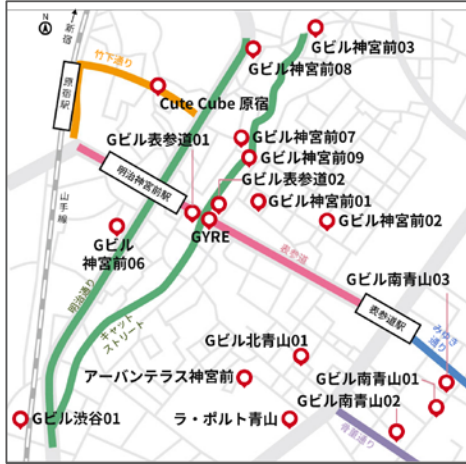 N
新宿
Gビル神宮前03
竹下通り
Gビル神宮前08
原宿駅
Cute Cube 原宿
Gビル表参道01
Gビル神宮前07
Gビル神宮前09
明治神宮前駅
Gビル表参道02
山手線
Gビル神宮前01
Gビル神宮前02
GYRE
Gビル
神宮前06
表参道
Gビル南青山03
明治通り
表参道駅
みゆき
通り
キャット
ストリート
Gビル北青山01
アーバンテラス神宮前
Gビル南青山01
Gビル南青山02
Gビル渋谷01
ラ・ポルト青山
骨董通り